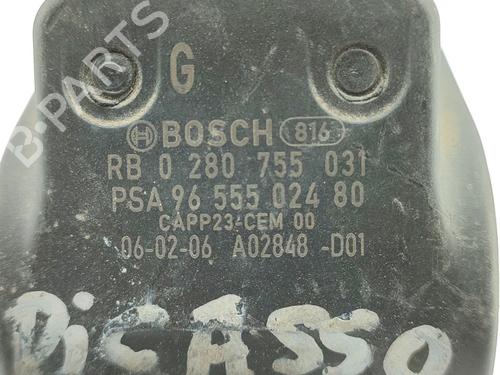 G
BOSCH 816
RB 0 280 755 031
PSA 96 555 024 80
CAPP23-CEM 00
06-02-06 A02848 -D01
PiCASSO
B-PARTS